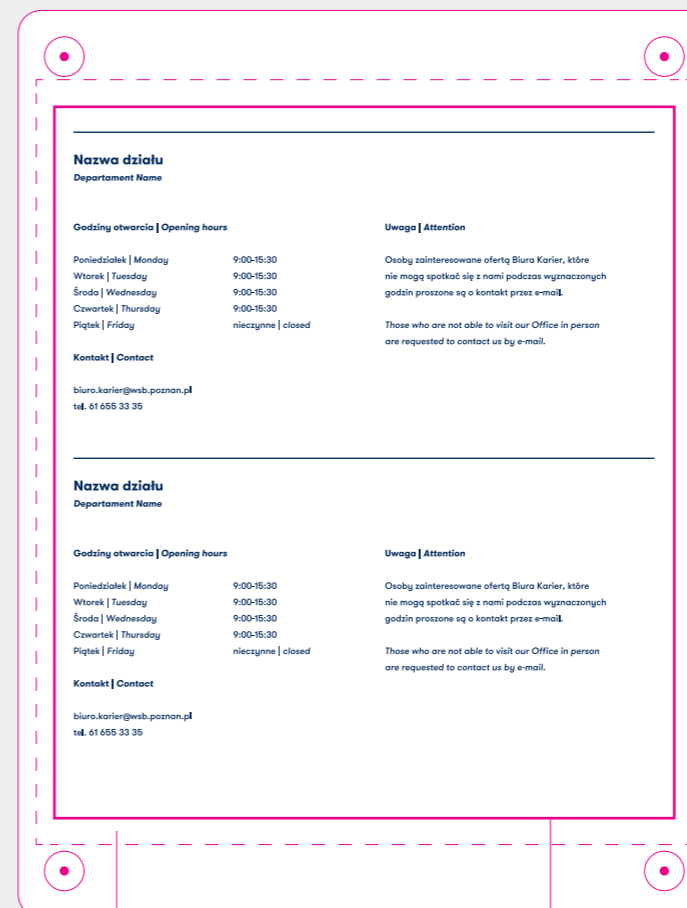 Nazwa działu
Departament Name
Godziny otwarcia | Opening hours
Poniedziałek | Monday 9:00-15:30
Wtorek | Tuesday 9:00-15:30
Środa | Wednesday 9:00-15:30
Czwartek | Thursday 9:00-15:30
Piątek | Friday nieczynne | closed
Kontakt | Contact
biuro.karier@wsb.poznan.pl
tel. 61 655 33 35
Uwaga | Attention
Osoby zainteresowane ofertą Biura Karier, które
nie mogą spotkać się z nami podczas wyznaczonych
godzin proszone są o kontakt przez e-mail.
Those who are not able to visit our Office in person
are requested to contact us by e-mail.
Nazwa działu
Departament Name
Godziny otwarcia | Opening hours
Poniedziałek | Monday 9:00-15:30
Wtorek | Tuesday 9:00-15:30
Środa | Wednesday 9:00-15:30
Czwartek | Thursday 9:00-15:30
Piątek | Friday nieczynne | closed
Kontakt | Contact
biuro.karier@wsb.poznan.pl
tel. 61 655 33 35
Uwaga | Attention
Osoby zainteresowane ofertą Biura Karier, które
nie mogą spotkać się z nami podczas wyznaczonych
godzin proszone są o kontakt przez e-mail.
Those who are not able to visit our Office in person
are requested to contact us by e-mail.